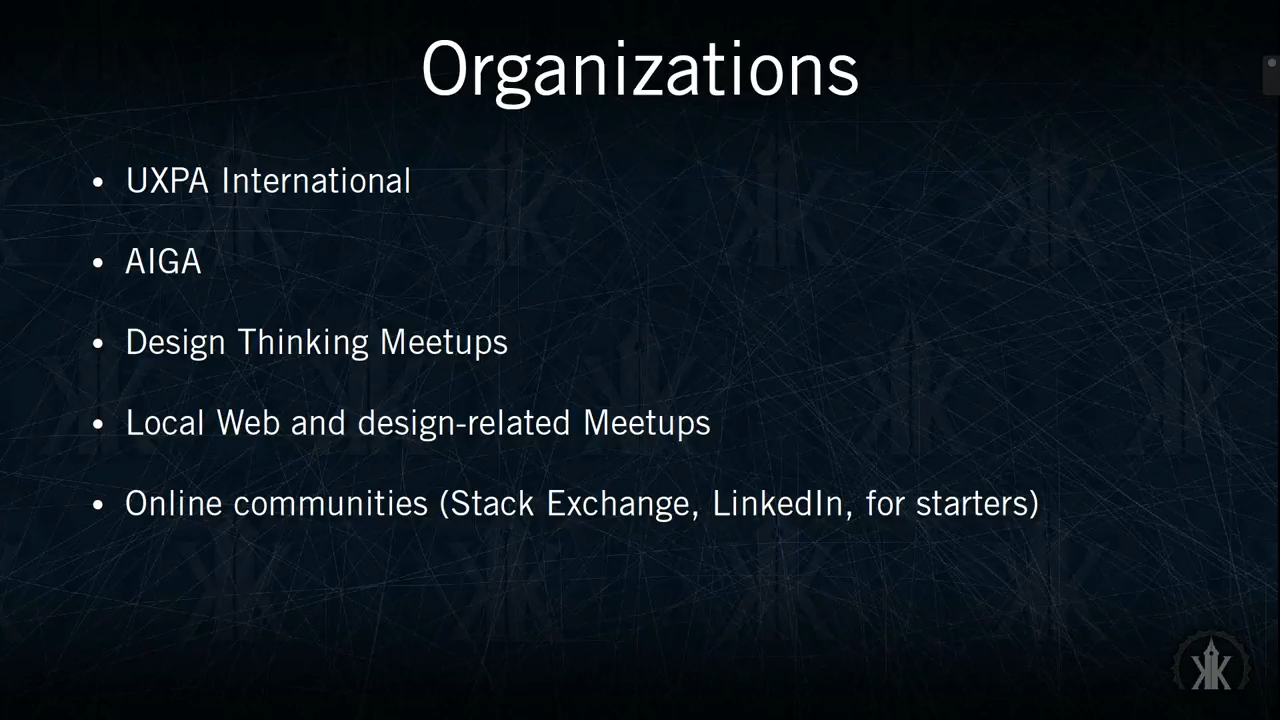 Organizations
• UXPA International
• AIGA
• Design Thinking Meetups
• Local Web and design-related Meetups
• Online communities (Stack Exchange, LinkedIn, for starters)